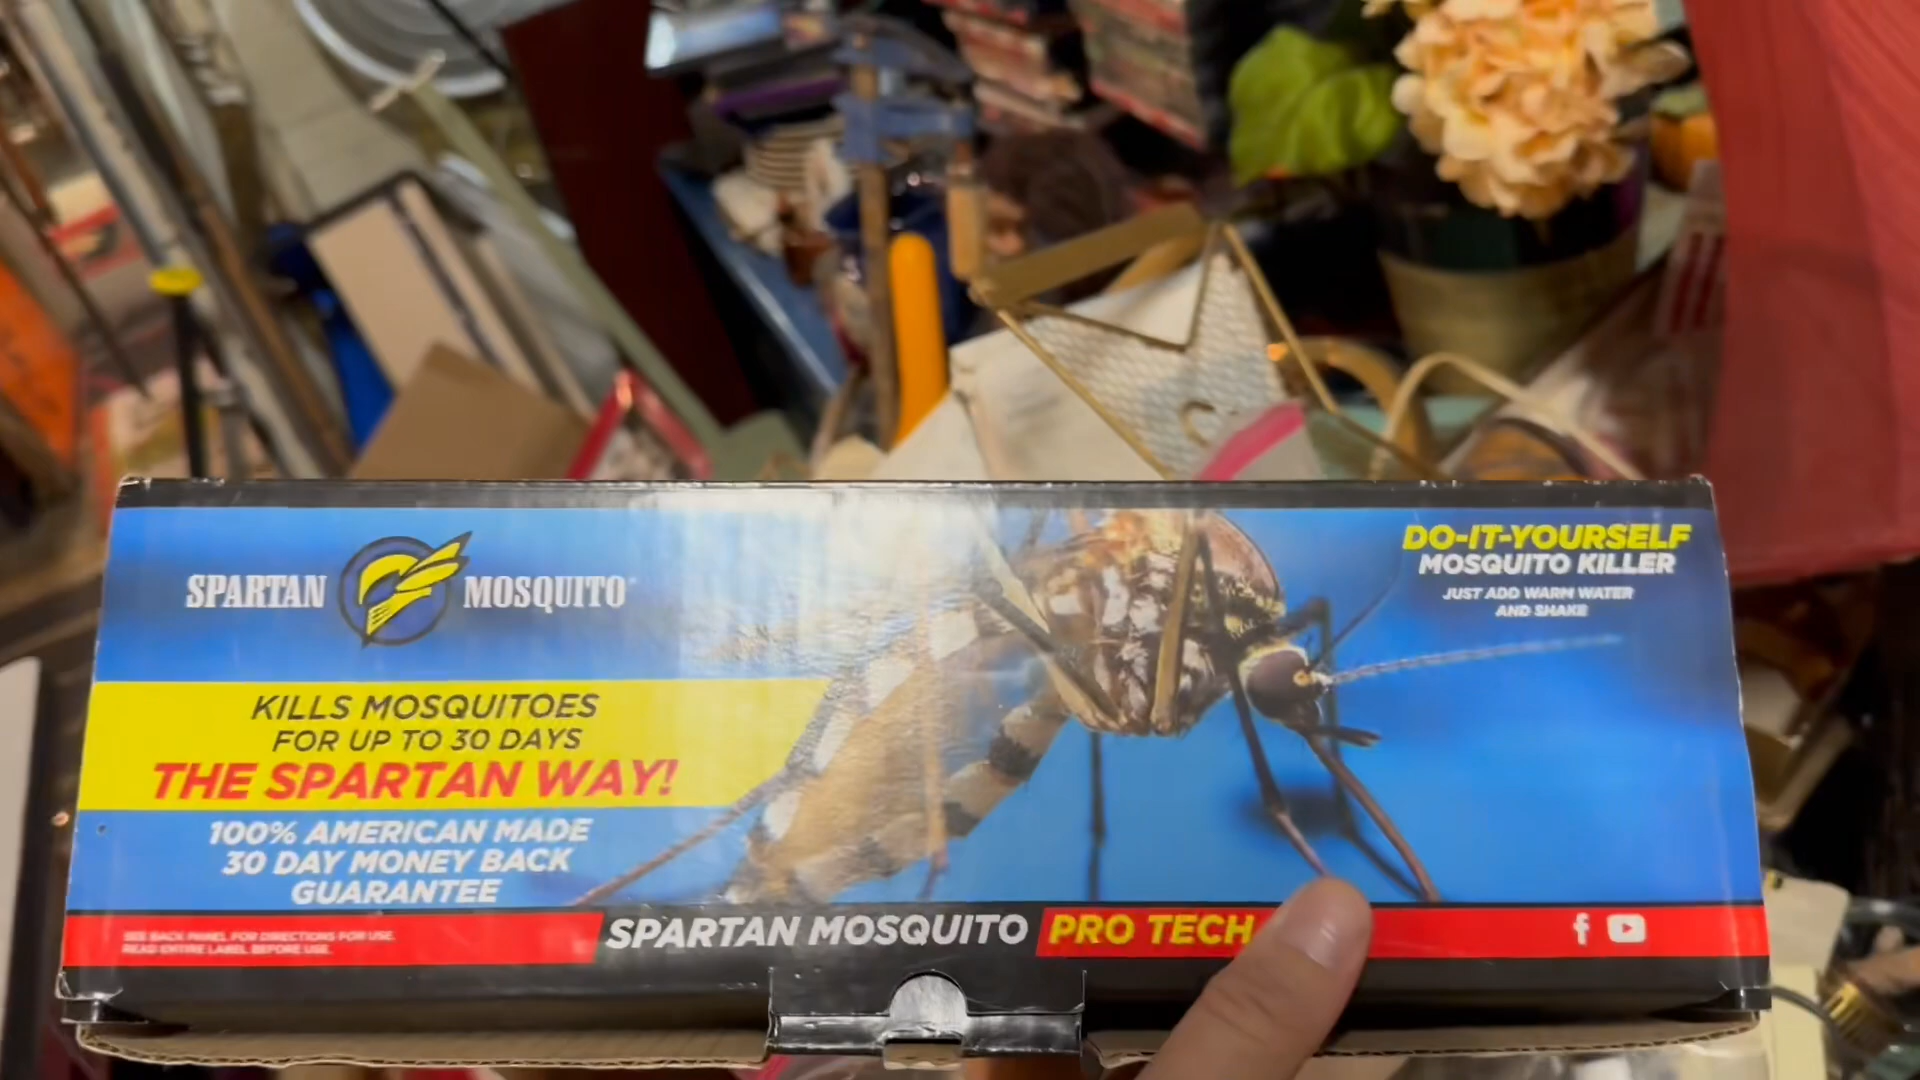 SPARTAN MOSQUITO
DO-IT-YOURSELF
MOSQUITO KILLER
JUST ADD WARM WATER
AND SHAKE
KILLS MOSQUITOES
FOR UP TO 30 DAYS
THE SPARTAN WAY!
100% AMERICAN MADE
30 DAY MONEY BACK
GUARANTEE
SEE BACK PANEL FOR DIRECTIONS FOR USE.
READ ENTIRE LABEL BEFORE USE.
SPARTAN MOSQUITO PRO TECH